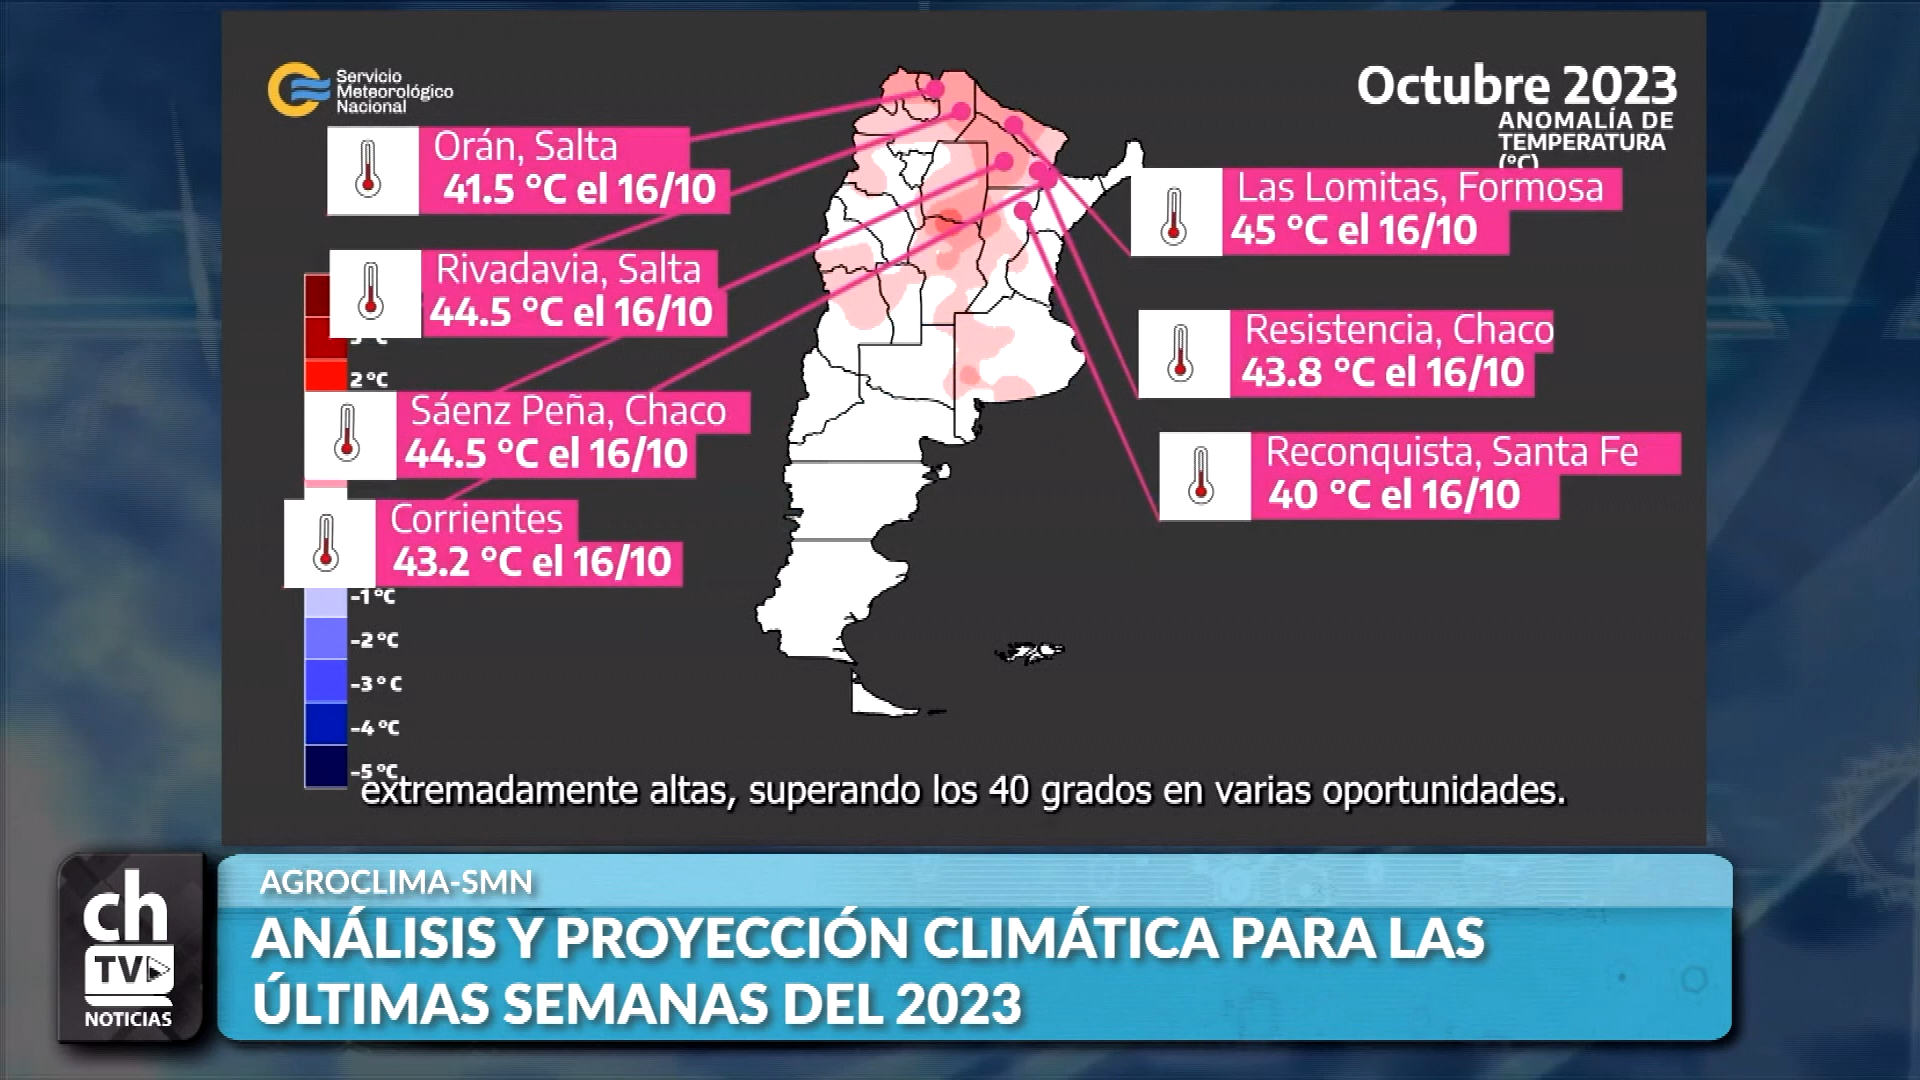 Servicio
Meteorológico
Nacional
Octubre 2023
ANOMALÍA DE
TEMPERATURA
(°C)
Orán, Salta
41.5 °C el 16/10
Rivadavia, Salta
44.5 °C el 16/10
2 °C
Sáenz Peña, Chaco
44.5 °C el 16/10
Corrientes
43.2 °C el 16/10
Las Lomitas, Formosa
45 °C el 16/10
Resistencia, Chaco
43.8 °C el 16/10
Reconquista, Santa Fe
40 °C el 16/10
-1 °C
-2 °C
-3 °C
-4 °C
-5 °C
extremadamente altas, superando los 40 grados en varias oportunidades.
AGROCLIMA-SMN
ANÁLISIS Y PROYECCIÓN CLIMÁTICA PARA LAS
ÚLTIMAS SEMANAS DEL 2023
ch
TV
NOTICIAS